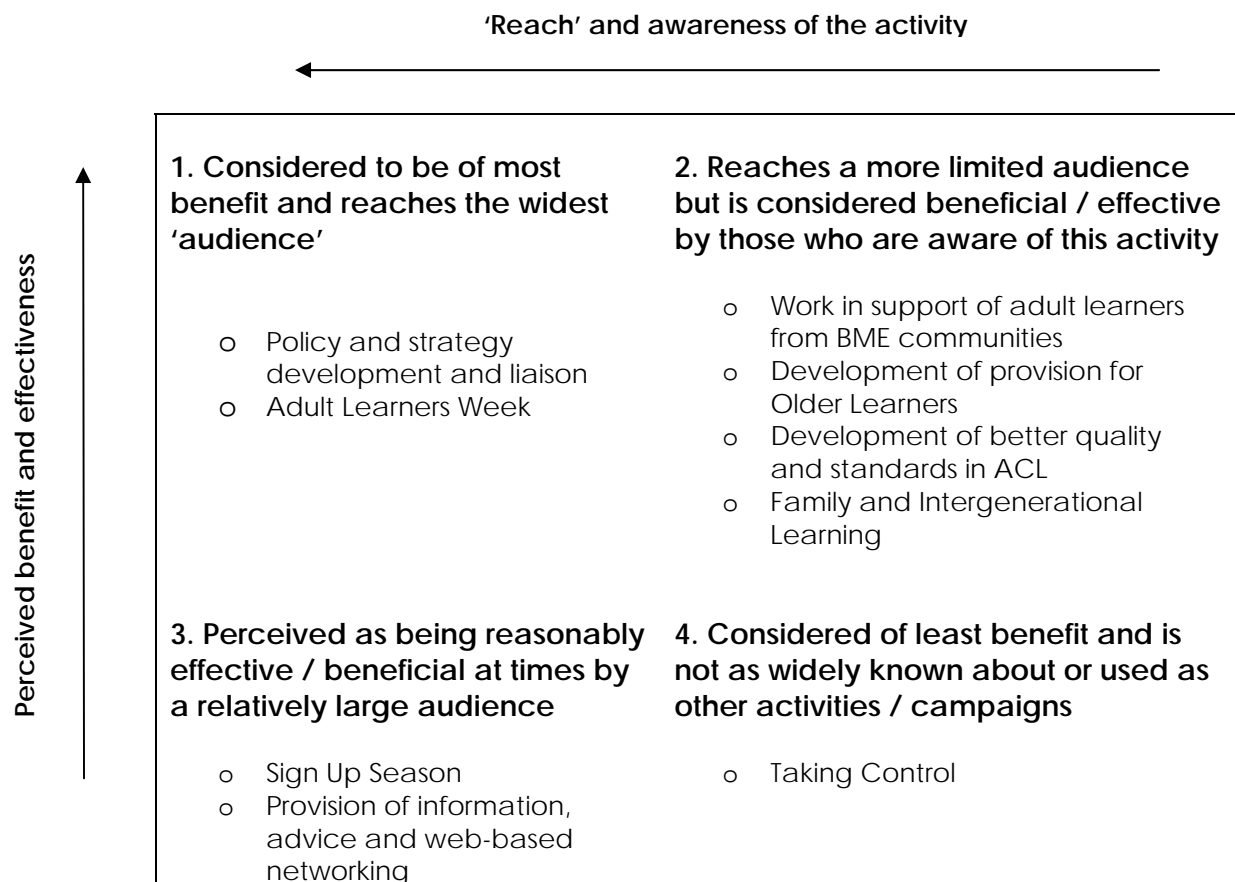 ‘Reach’ and awareness of the activity
Perceived benefit and effectiveness
1. Considered to be of most
benefit and reaches the widest
‘audience’
o Policy and strategy
development and liaison
o Adult Learners Week
2. Reaches a more limited audience
but is considered beneficial / effective
by those who are aware of this activity
o Work in support of adult learners
from BME communities
o Development of provision for
Older Learners
o Development of better quality
and standards in ACL
o Family and Intergenerational
Learning
3. Perceived as being reasonably
effective / beneficial at times by
a relatively large audience
o Sign Up Season
o Provision of information,
advice and web-based
networking
4. Considered of least benefit and is
not as widely known about or used as
other activities / campaigns
o Taking Control